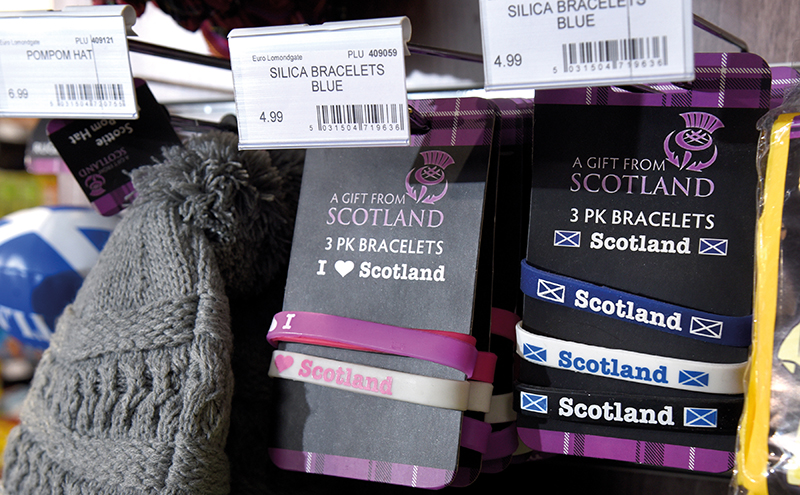 Euro Lomondgate PLU 409121
POMPOM HAT
6.99
Euro Lomondgate PLU 409059
SILICA BRACELETS
BLUE
4.99
5 031504 719636
SILICA BRACELETS
BLUE
4.99
5 031504 719636
Scottie
Pom Hat
SCOTLAND
A GIFT FROM
SCOTLAND
3 PK BRACELETS
I ♥ Scotland
I
♥ Scotland
A GIFT FROM
SCOTLAND
3 PK BRACELETS
Scotland
Scotland
Scotland
Scotland